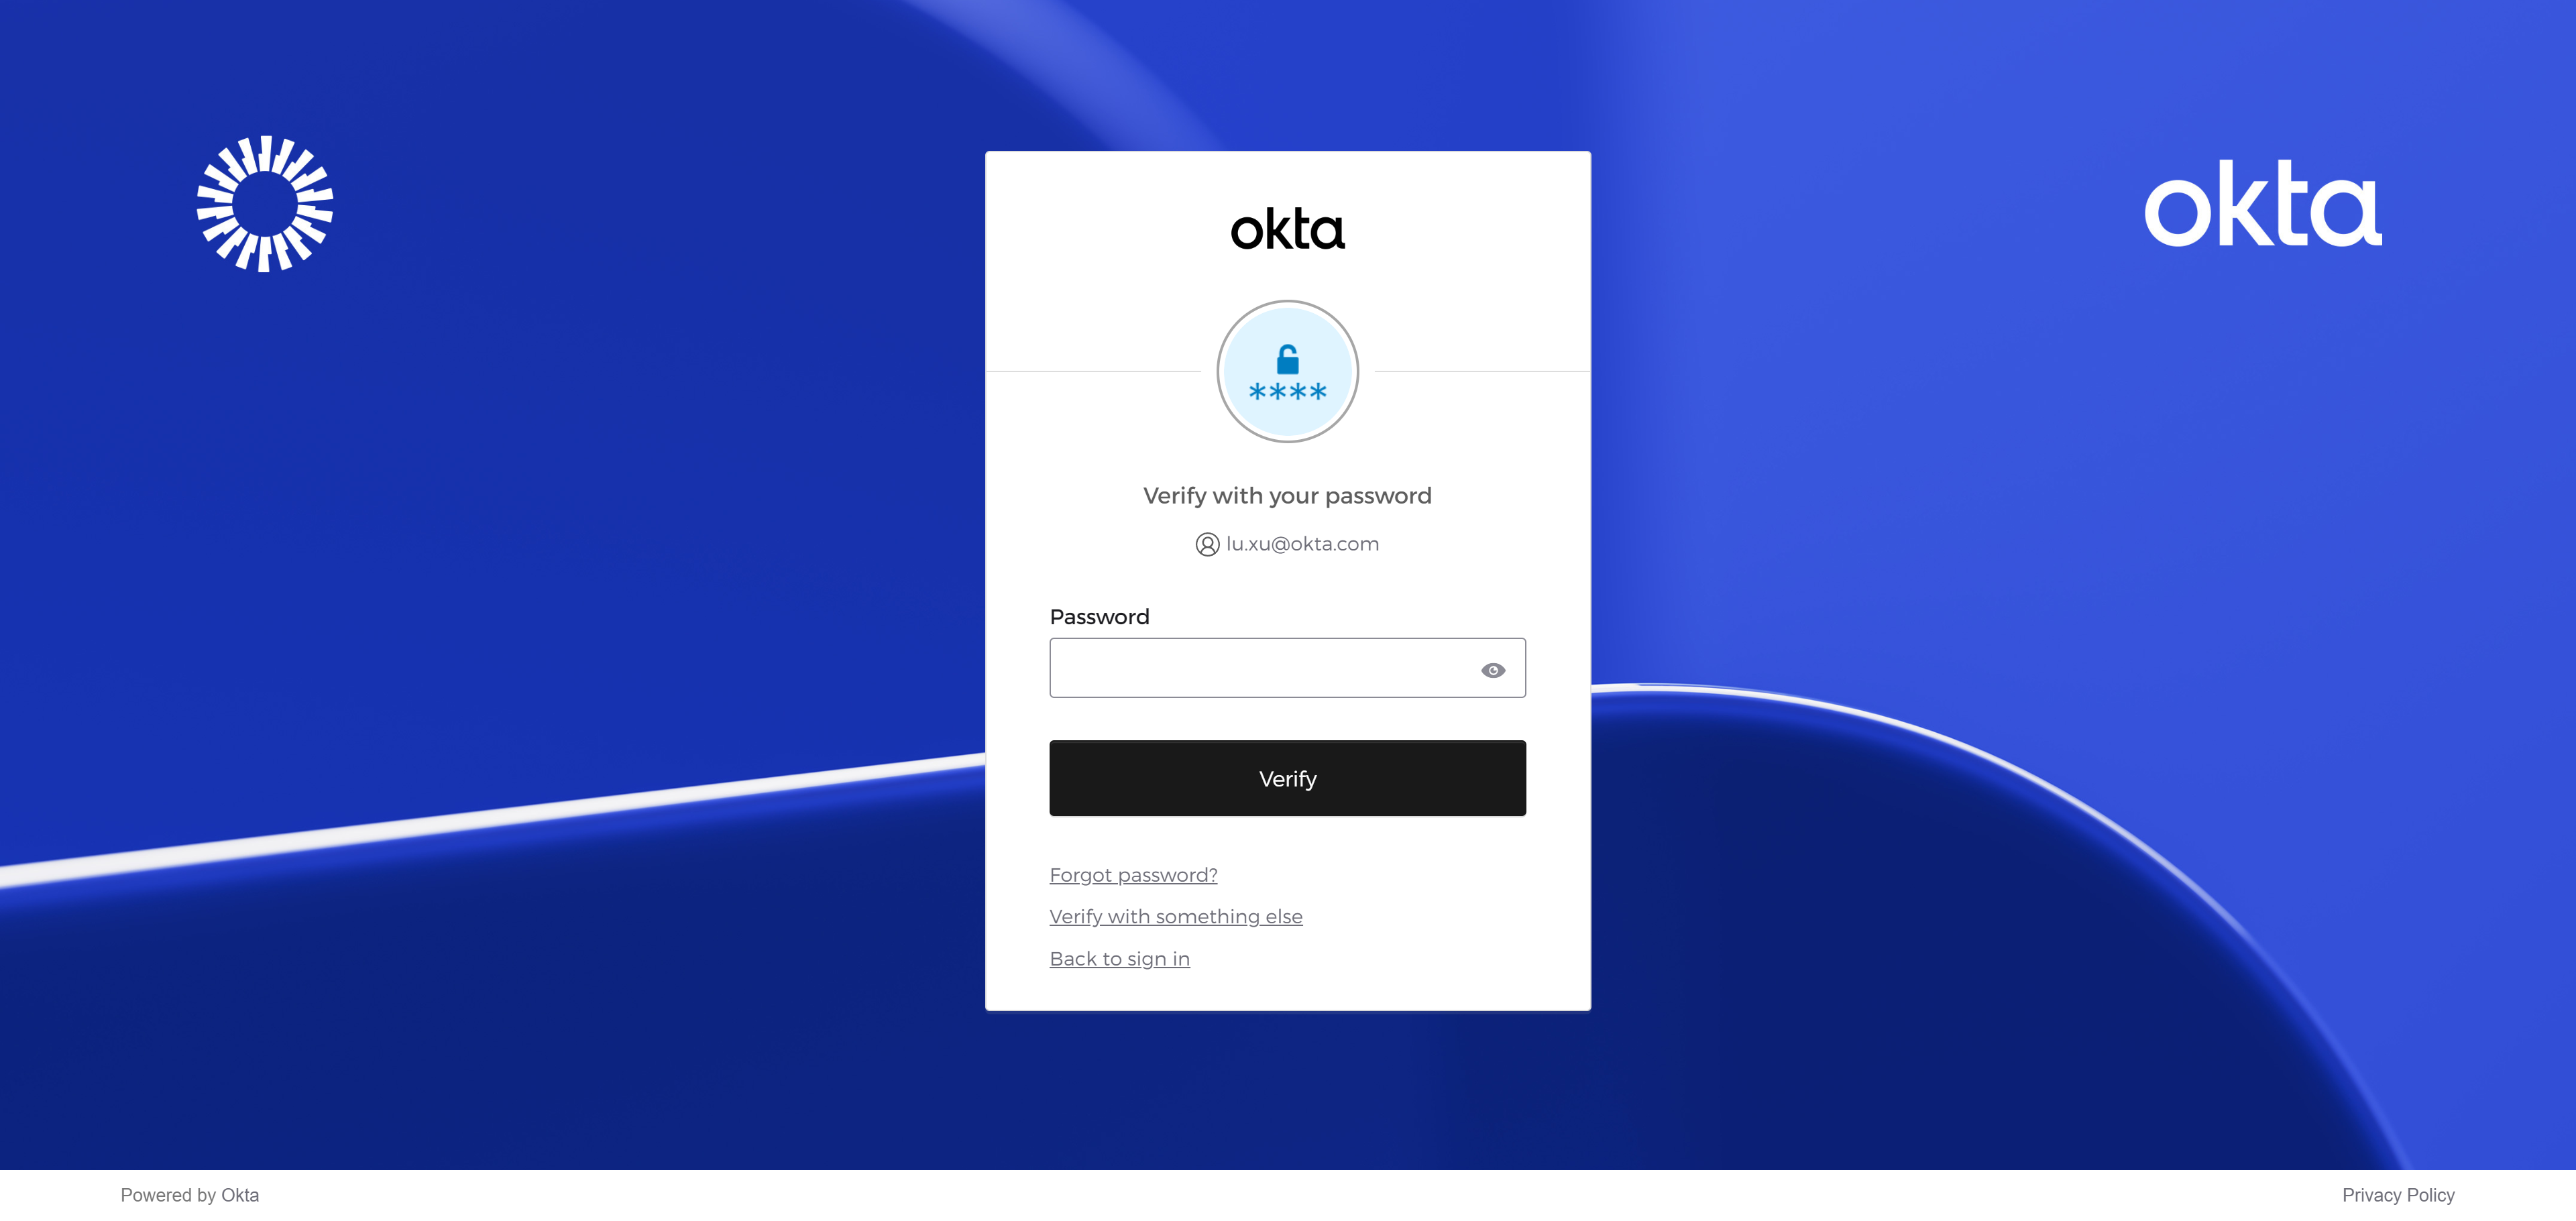 okta
okta
****
Verify with your password
lu.xu@okta.com
Password
Verify
Forgot password?
Verify with something else
Back to sign in
Powered by Okta
Privacy Policy